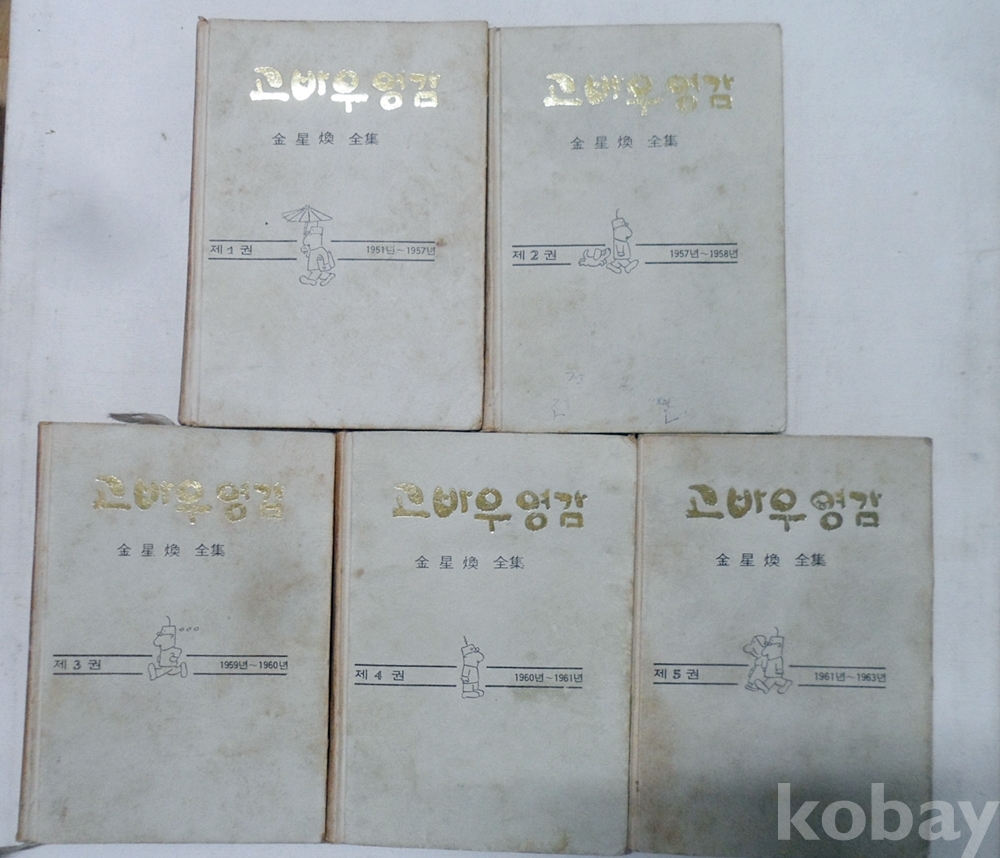 고바우영감
金星煥 全集
제1권 1951년~1957년
고바우영감
金星煥 全集
제2권 1957년~1958년
고바우영감
金星煥 全集
제3권 1959년~1960년
고바우영감
金星煥 全集
제4권 1960년~1961년
고바우영감
金星煥 全集
제5권 1961년~1963년
kobay